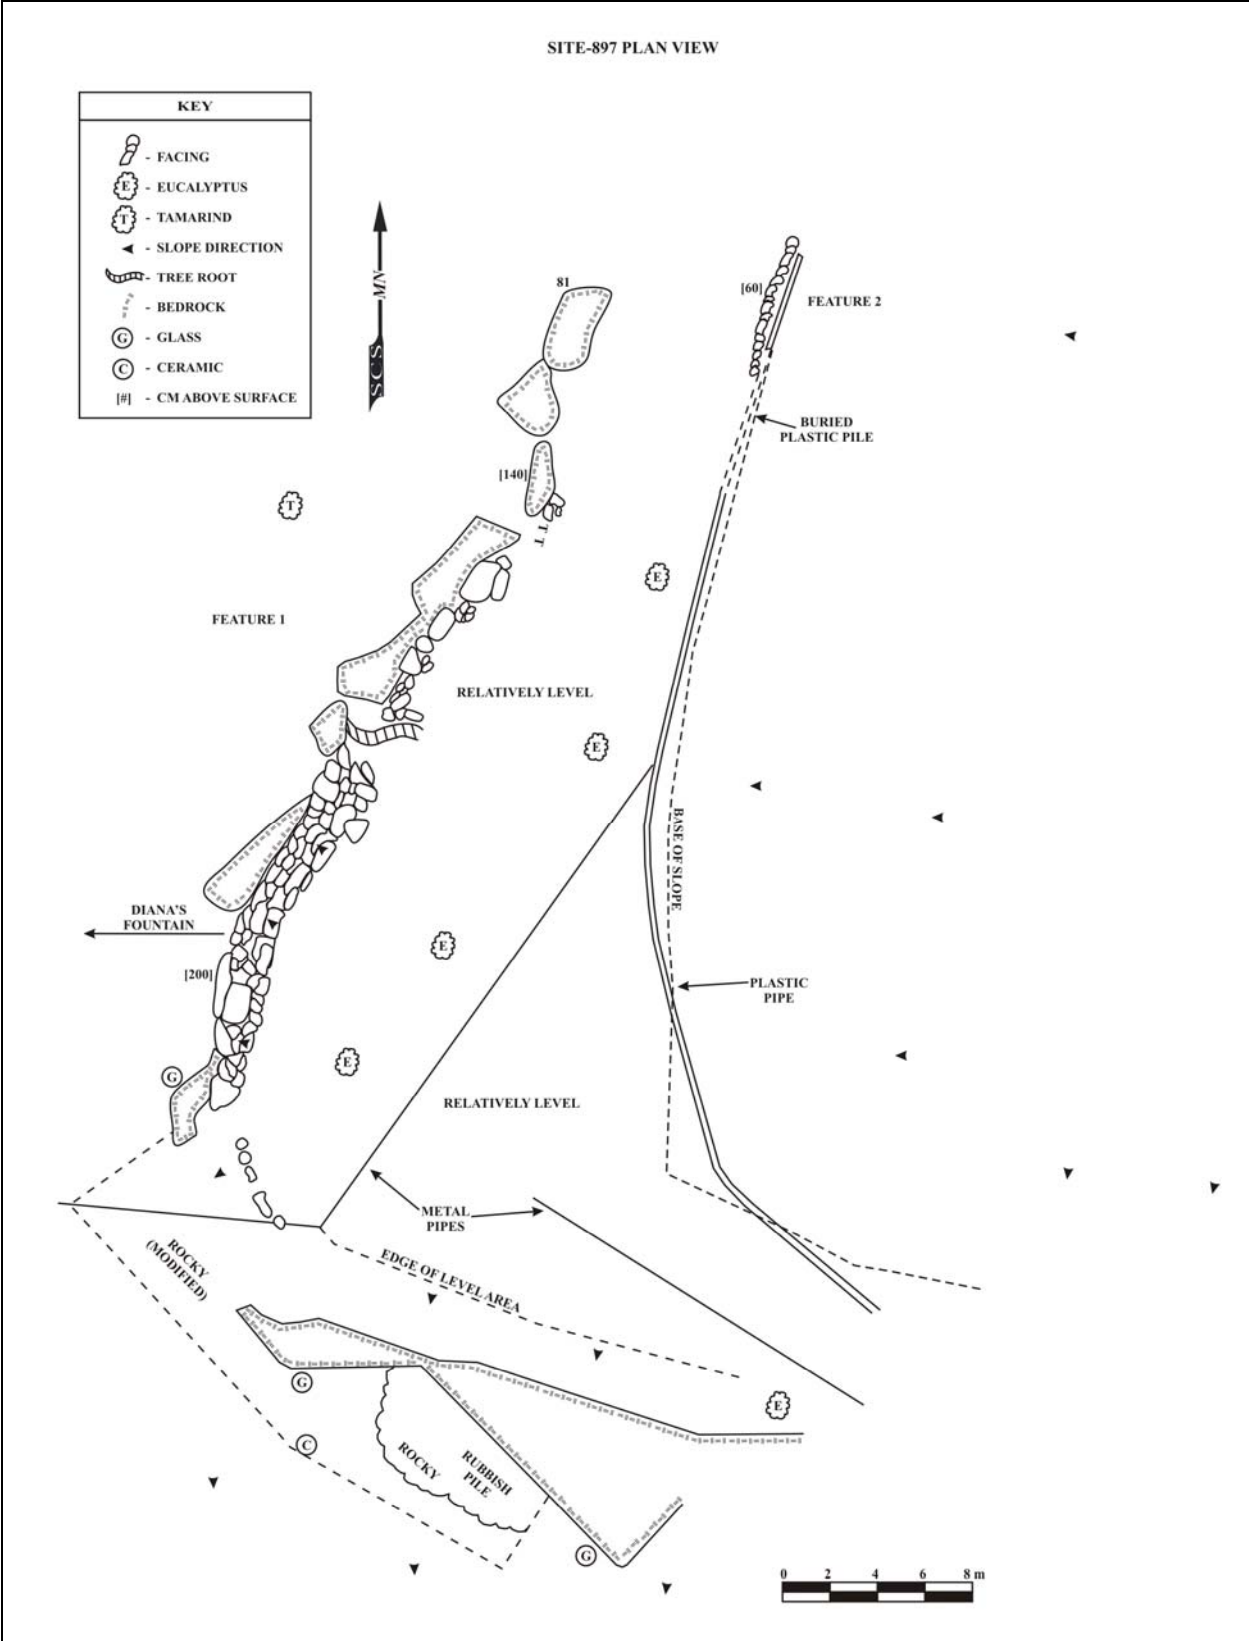 SITE-897 PLAN VIEW
KEY
- FACING
E - EUCALYPTUS
T - TAMARIND
- SLOPE DIRECTION
- TREE ROOT
- BEDROCK
G - GLASS
C - CERAMIC
[#] - CM ABOVE SURFACE
MN
SCS
81
[60]
FEATURE 2
BURIED
PLASTIC PILE
[140]
T
T T
E
FEATURE 1
RELATIVELY LEVEL
E
BASE OF SLOPE
DIANA'S
FOUNTAIN
E
[200]
PLASTIC
PIPE
E
G
RELATIVELY LEVEL
METAL
PIPES
ROCKY
(MODIFIED)
EDGE OF LEVEL AREA
G
E
C
ROCKY
RUBBISH
PILE
G
0 2 4 6 8 m